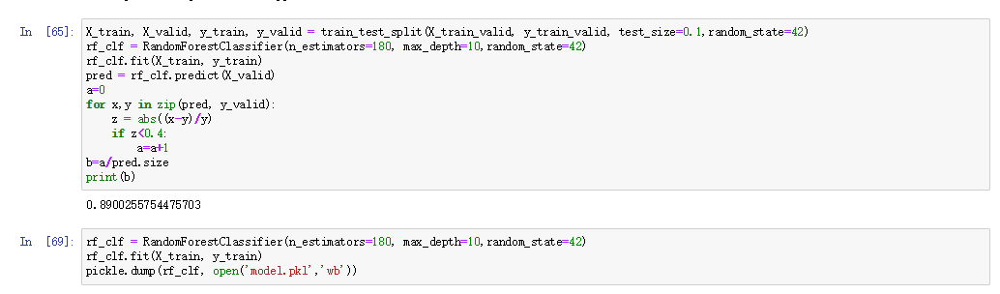 In [65]:
X_train, X_valid, y_train, y_valid = train_test_split(X_train_valid, y_train_valid, test_size=0.1,random_state=42)
rf_clf = RandomForestClassifier(n_estimators=180, max_depth=10,random_state=42)
rf_clf.fit(X_train, y_train)
pred = rf_clf.predict(X_valid)
a=0
for x,y in zip(pred, y_valid):
    z = abs((x-y)/y)
    if z<0.4:
        a=a+1
b=a/pred.size
print(b)
0.8900255754475703
In [69]:
rf_clf = RandomForestClassifier(n_estimators=180, max_depth=10,random_state=42)
rf_clf.fit(X_train, y_train)
pickle.dump(rf_clf, open('model.pkl','wb'))